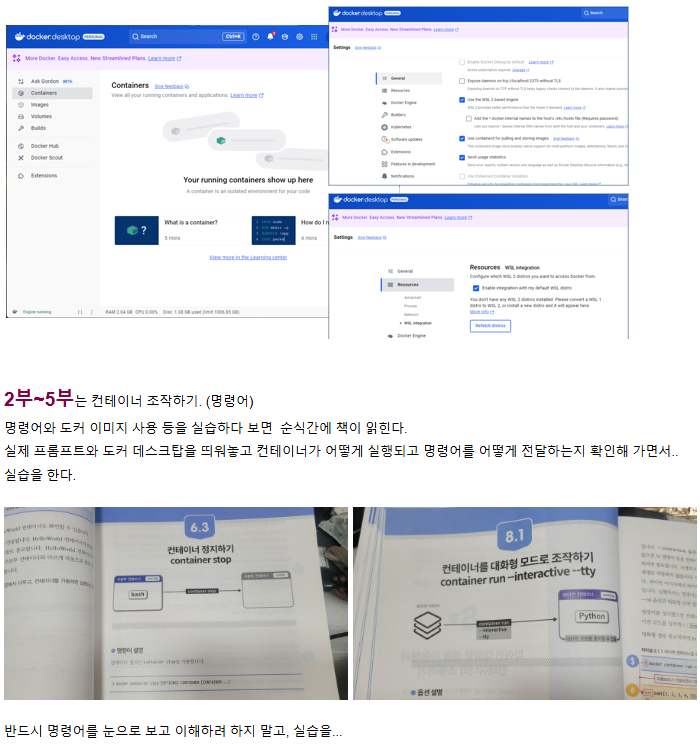 docker.desktop PERSONAL
Search Ctrl+K
More Docker. Easy Access. New Streamlined Plans. Learn more
Ask Gordon BETA
Containers
Images
Volumes
Builds
Docker Hub
Docker Scout
Extensions
Containers Give feedback
View all your running containers and applications. Learn more
Your running containers show up here
A container is an isolated environment for your code
What is a container?
5 mins
How do I r
6 mins
View more in the Learning center
Engine running
RAM 2.04 GB CPU 0.00%
docker.desktop PERSONAL
Search
More Docker. Easy Access. New Streamlined Plans. Learn more
Settings Give feedback
General
Resources
Docker Engine
Builders
Kubernetes
Software updates
Extensions
Features in development
Notifications
Enable Docker Debug by default Learn more
Expose daemon on tcp://localhost:2375 without TLS
Use the WSL 2 based engine
Add the *.docker.internal names to the host's /etc/hosts file (Requires password)
Use containerd for pulling and storing images
Send usage statistics
Use Enhanced Container Isolation
docker.desktop PERSONAL
Search
More Docker. Easy Access. New Streamlined Plans. Learn more
Settings Give feedback
General
Resources
Advanced
Proxies
Network
WSL integration
Docker Engine
Resources WSL integration
Configure which WSL 2 distros you want to access Docker from.
Enable integration with my default WSL distro
You don't have any WSL 2 distros installed. Please convert a WSL 1
distro to WSL 2, or install a new distro and it will appear here.
More info
Refetch distros
2부~5부는 컨테이너 조작하기. (명령어)
명령어와 도커 이미지 사용 등을 실습하다 보면 순식간에 책이 읽힌다.
실제 프롬프트와 도커 데스크탑을 띄워놓고 컨테이너가 어떻게 실행되고 명령어를 어떻게 전달하는지 확인해 가면서..
실습을 한다.
6.3
컨테이너 정지하기
container stop
bash
container stop
명령어 설명
8.1
컨테이너를 대화형 모드로 조작하기
container run --interactive --tty
container run
--interactive
--tty
Python
옵션 설명
반드시 명령어를 눈으로 보고 이해하려 하지 말고, 실습을...